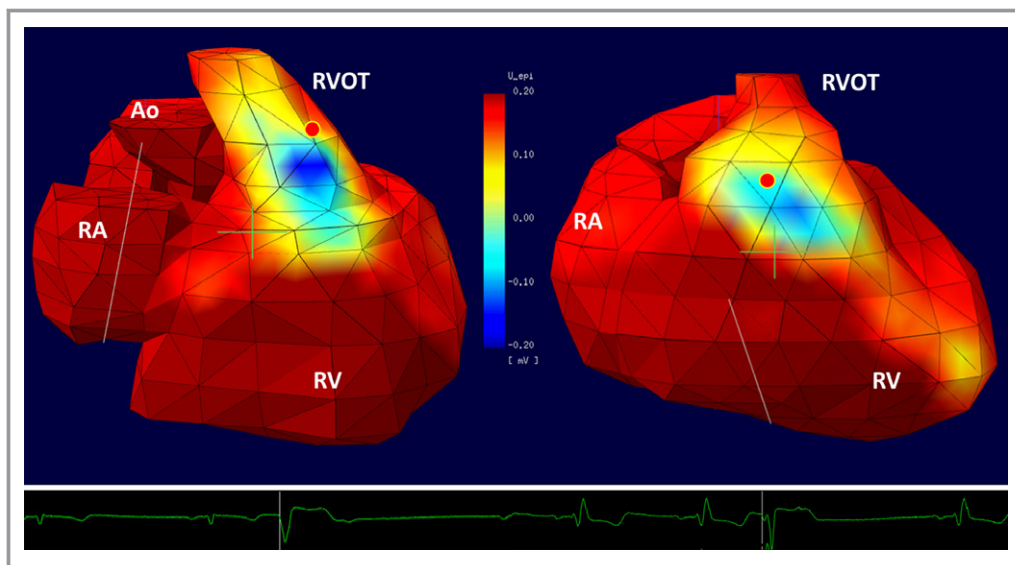 RVOT
Ao
RA
RV
U_epi
0.20
0.10
0.00
-0.10
-0.20
[ mV ]
RVOT
RA
RV